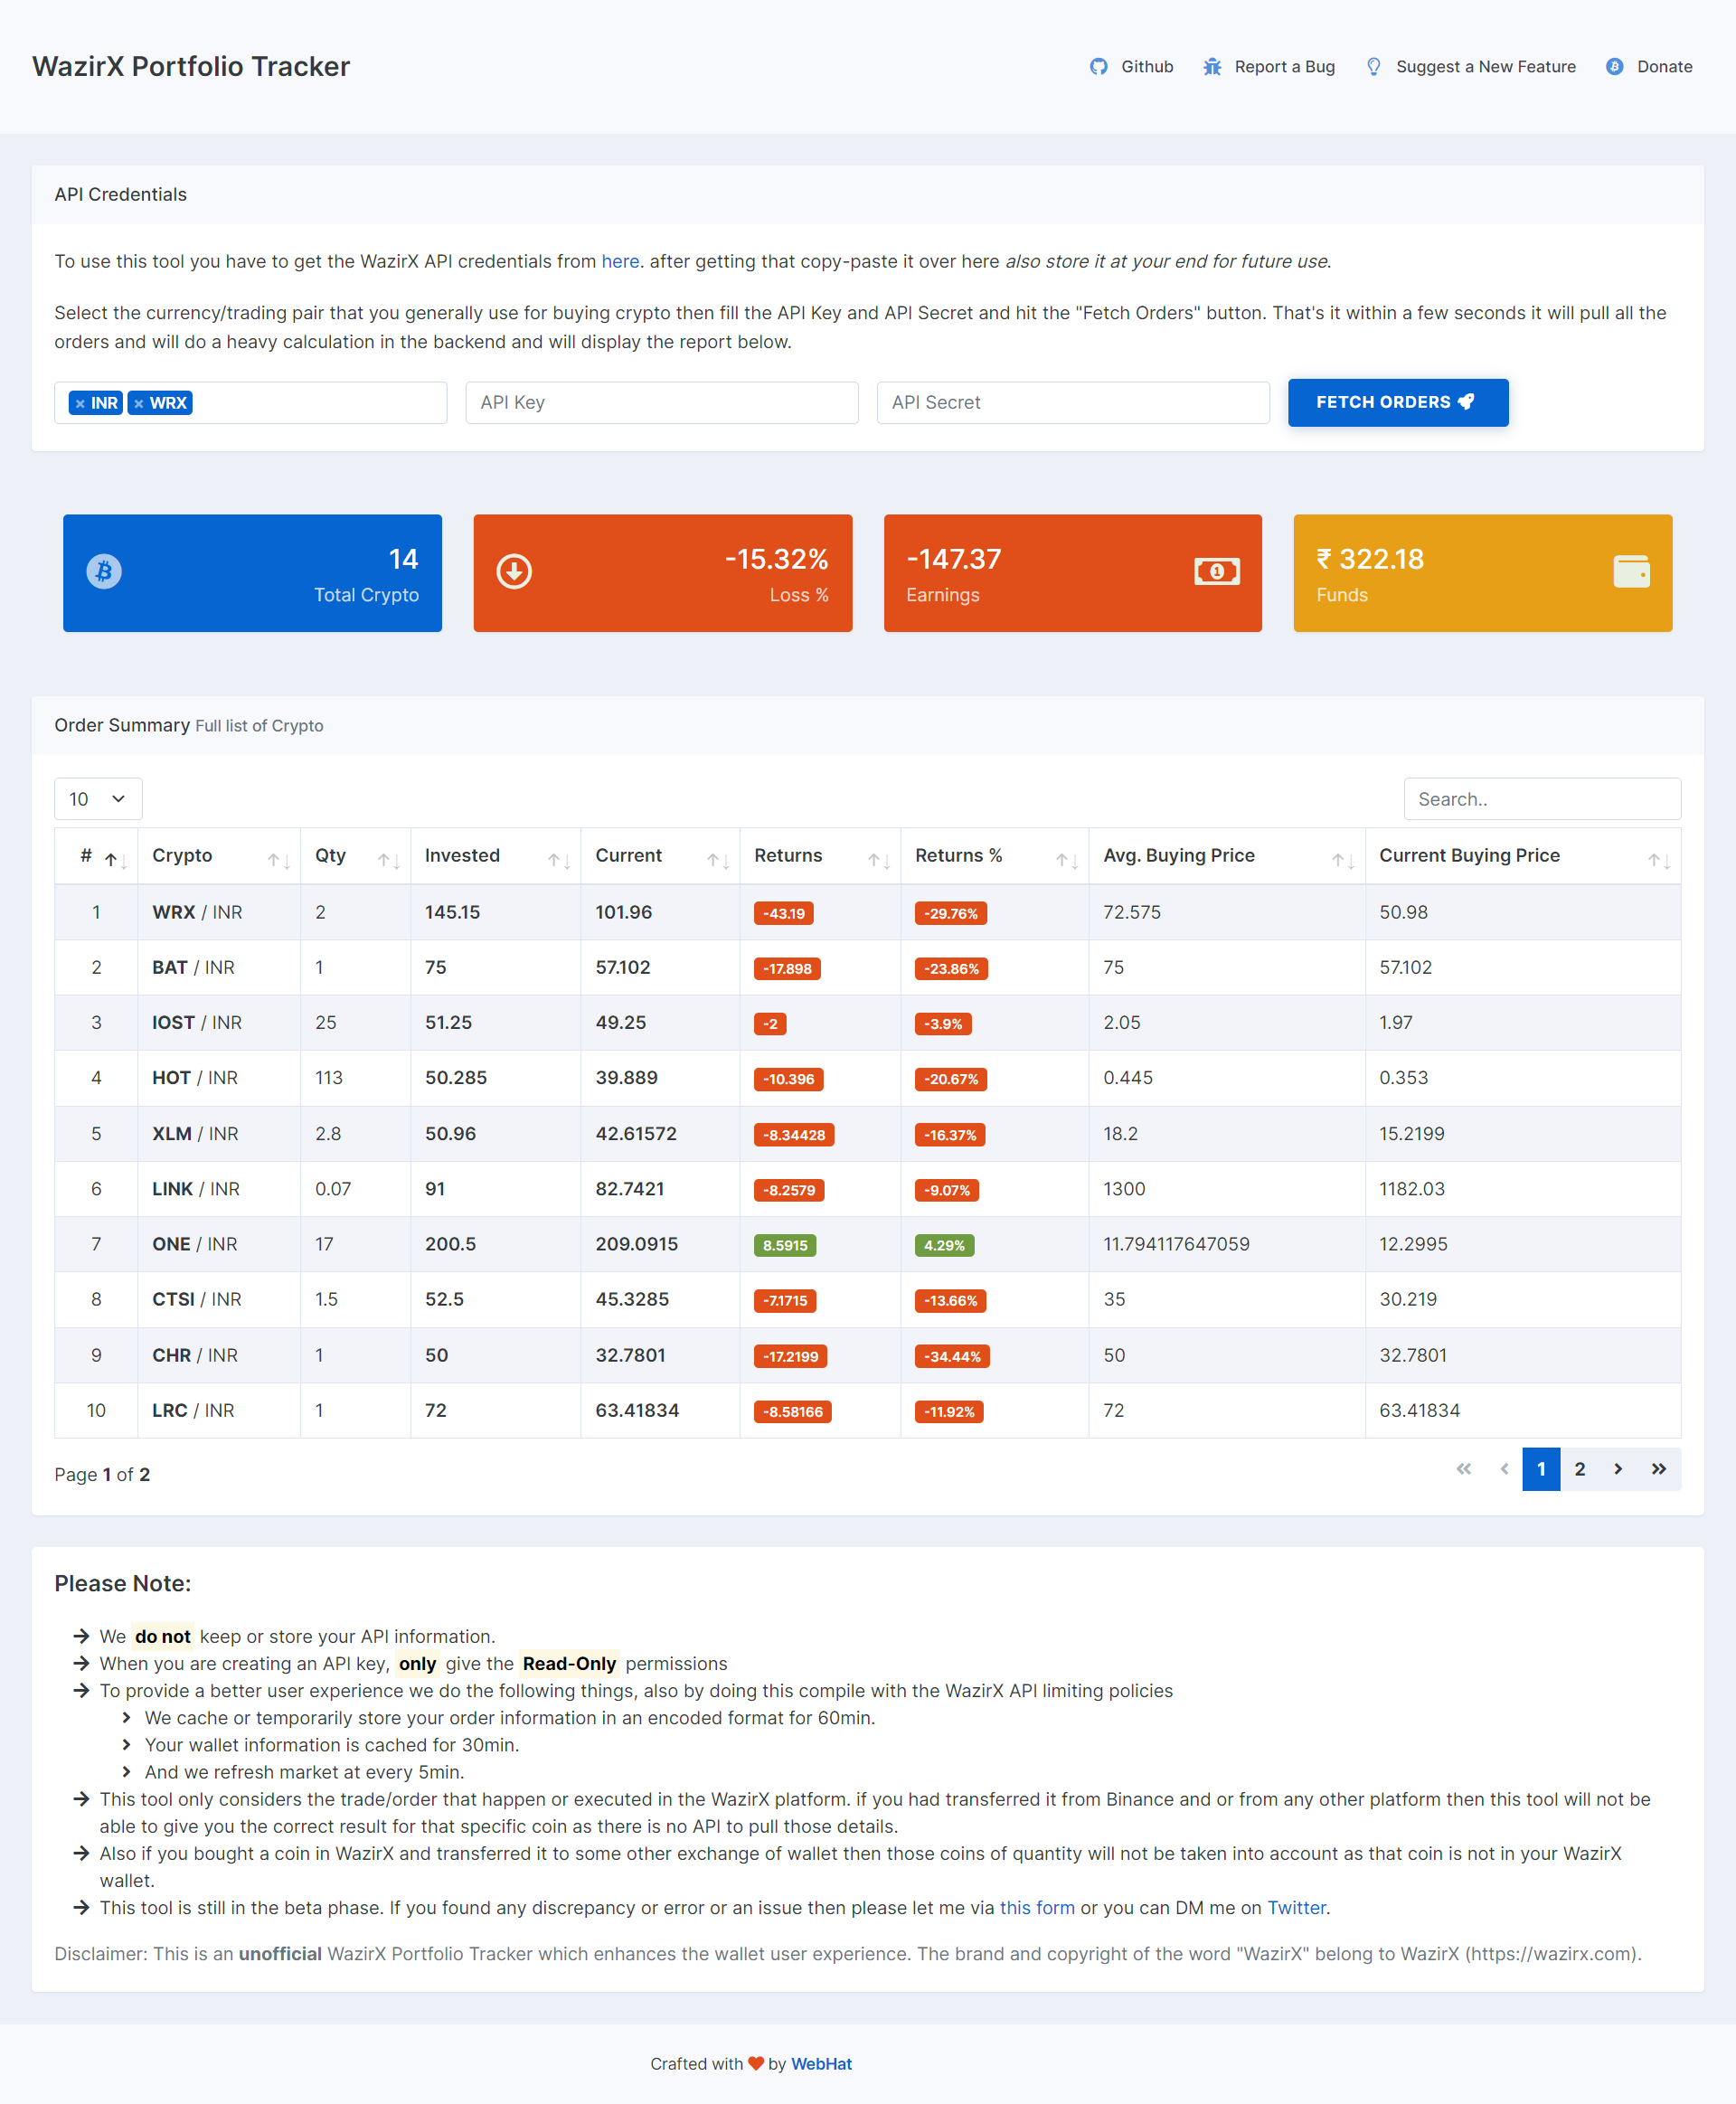 WazirX Portfolio Tracker
Github Report a Bug Suggest a New Feature Donate
API Credentials
To use this tool you have to get the WazirX API credentials from here. after getting that copy-paste it over here also store it at your end for future use.
Select the currency/trading pair that you generally use for buying crypto then fill the API Key and API Secret and hit the "Fetch Orders" button. That's it within a few seconds it will pull all the
orders and will do a heavy calculation in the backend and will display the report below.
× INR × WRX API Key API Secret FETCH ORDERS
14
Total Crypto
-15.32%
Loss %
-147.37
Earnings
₹ 322.18
Funds
Order Summary Full list of Crypto
10 Search..
# Crypto Qty Invested Current Returns Returns % Avg. Buying Price Current Buying Price
1 WRX / INR 2 145.15 101.96 -43.19 -29.76% 72.575 50.98
2 BAT / INR 1 75 57.102 -17.898 -23.86% 75 57.102
3 IOST / INR 25 51.25 49.25 -2 -3.9% 2.05 1.97
4 HOT / INR 113 50.285 39.889 -10.396 -20.67% 0.445 0.353
5 XLM / INR 2.8 50.96 42.61572 -8.34428 -16.37% 18.2 15.2199
6 LINK / INR 0.07 91 82.7421 -8.2579 -9.07% 1300 1182.03
7 ONE / INR 17 200.5 209.0915 8.5915 4.29% 11.794117647059 12.2995
8 CTSI / INR 1.5 52.5 45.3285 -7.1715 -13.66% 35 30.219
9 CHR / INR 1 50 32.7801 -17.2199 -34.44% 50 32.7801
10 LRC / INR 1 72 63.41834 -8.58166 -11.92% 72 63.41834
Page 1 of 2 « ‹ 1 2 › »
Please Note:
We do not keep or store your API information.
When you are creating an API key, only give the Read-Only permissions
To provide a better user experience we do the following things, also by doing this compile with the WazirX API limiting policies
We cache or temporarily store your order information in an encoded format for 60min.
Your wallet information is cached for 30min.
And we refresh market at every 5min.
This tool only considers the trade/order that happen or executed in the WazirX platform. if you had transferred it from Binance and or from any other platform then this tool will not be
able to give you the correct result for that specific coin as there is no API to pull those details.
Also if you bought a coin in WazirX and transferred it to some other exchange of wallet then those coins of quantity will not be taken into account as that coin is not in your WazirX
wallet.
This tool is still in the beta phase. If you found any discrepancy or error or an issue then please let me via this form or you can DM me on Twitter.
Disclaimer: This is an unofficial WazirX Portfolio Tracker which enhances the wallet user experience. The brand and copyright of the word "WazirX" belong to WazirX (https://wazirx.com).
Crafted with ❤ by WebHat